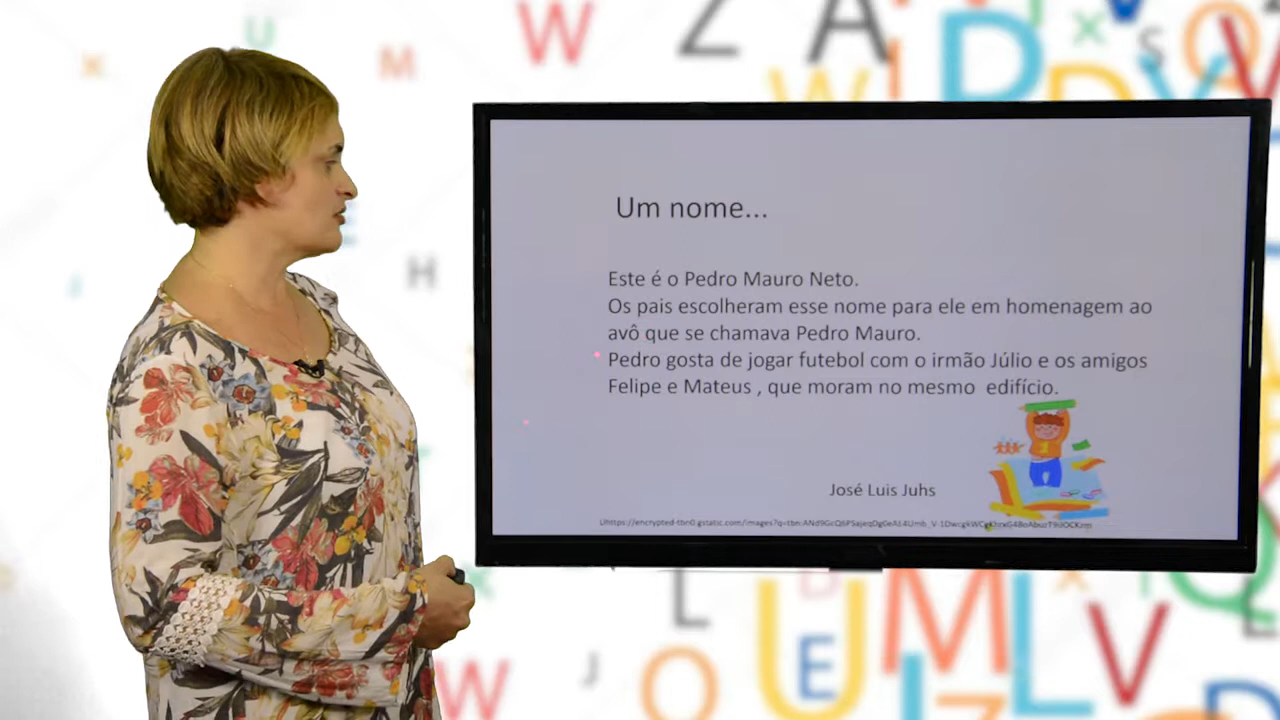 Um nome...
Este é o Pedro Mauro Neto.
Os pais escolheram esse nome para ele em homenagem ao
avô que se chamava Pedro Mauro.
Pedro gosta de jogar futebol com o irmão Júlio e os amigos
Felipe e Mateus , que moram no mesmo  edifício.
José Luis Juhs